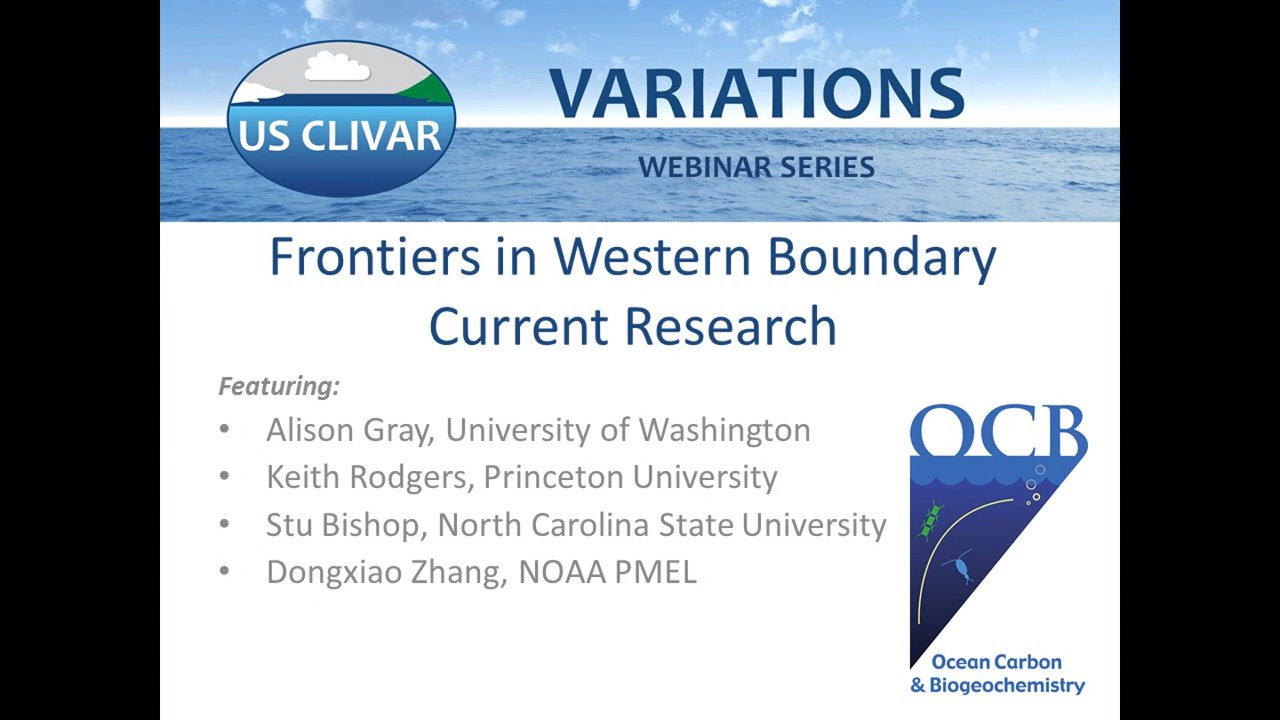 US CLIVAR
VARIATIONS
WEBINAR SERIES
Frontiers in Western Boundary
Current Research
Featuring:
• Alison Gray, University of Washington
• Keith Rodgers, Princeton University
• Stu Bishop, North Carolina State University
• Dongxiao Zhang, NOAA PMEL
OCB
Ocean Carbon
& Biogeochemistry